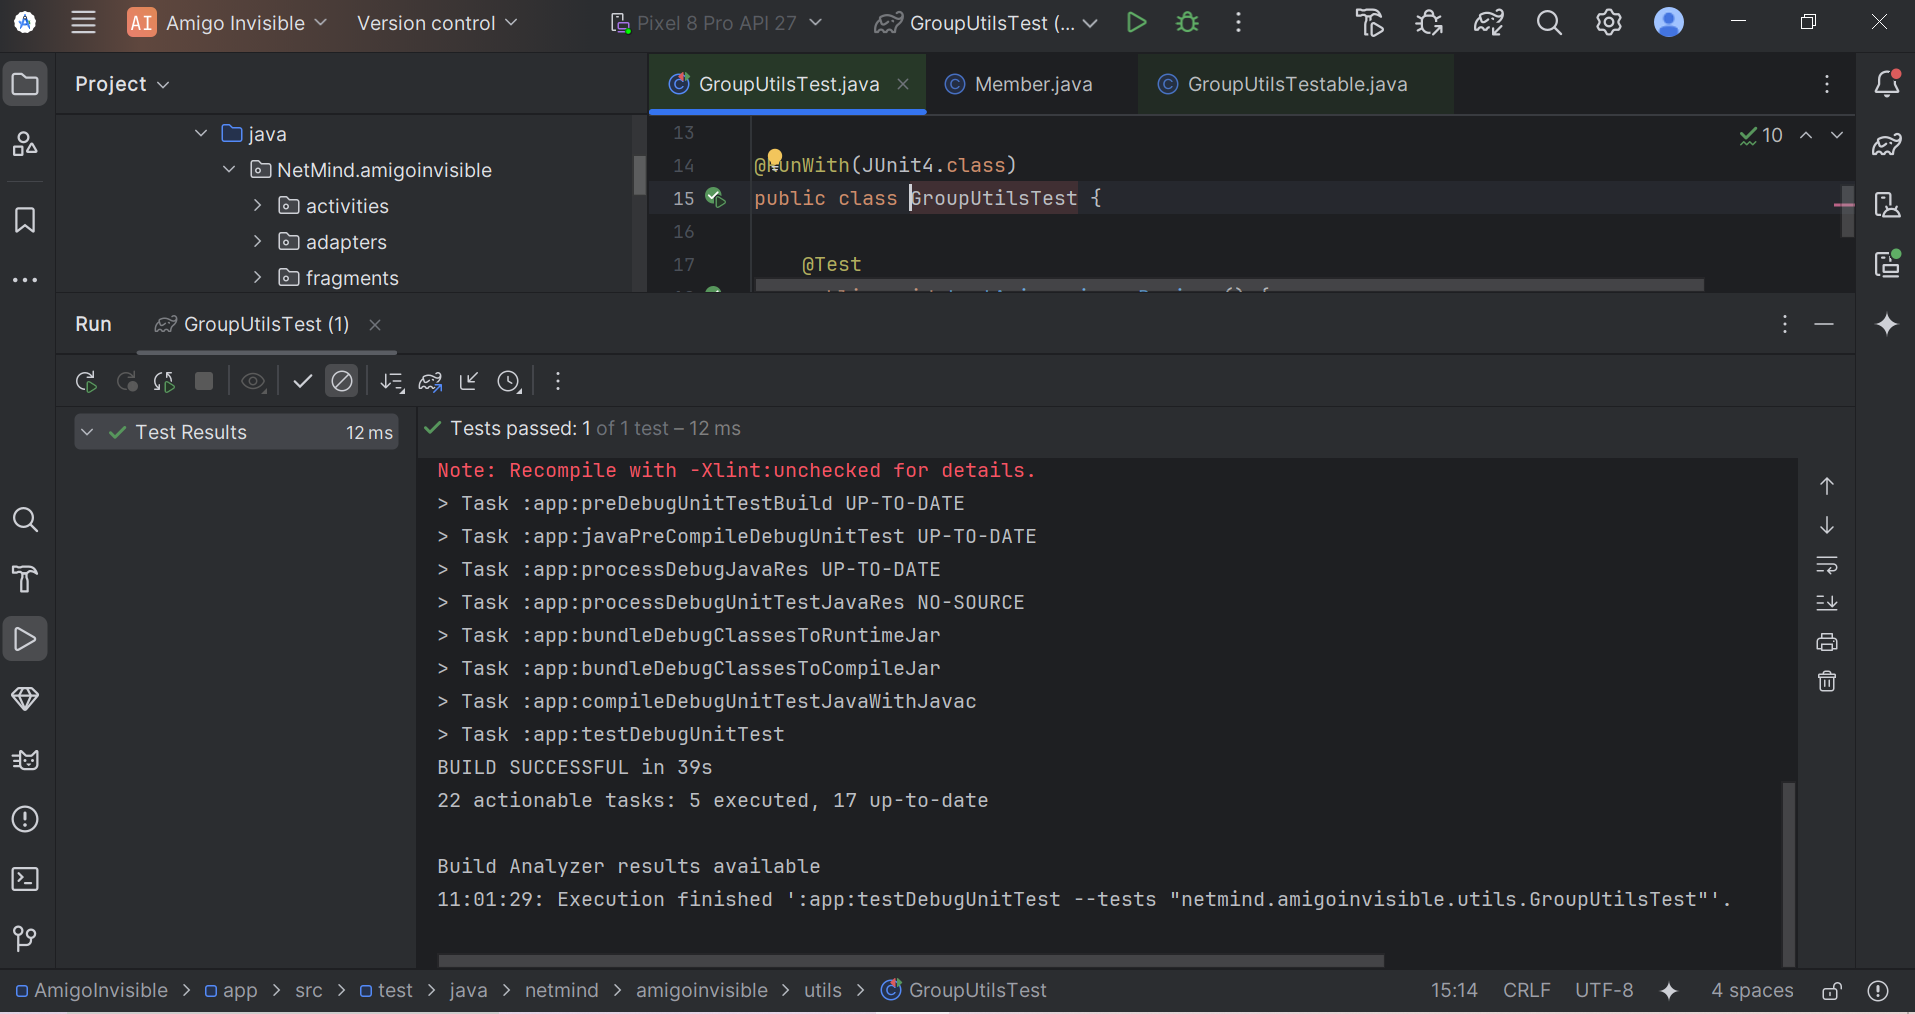 AI Amigo Invisible Version control Pixel 8 Pro API 27 GroupUtilsTest (...
Project
GroupUtilsTest.java Member.java GroupUtilsTestable.java
java
NetMind.amigoinvisible
activities
adapters
fragments
13
14 @RunWith(JUnit4.class)
15 public class GroupUtilsTest {
16
17 @Test
10
Run GroupUtilsTest (1)
Test Results 12 ms
Tests passed: 1 of 1 test – 12 ms
Note: Recompile with -Xlint:unchecked for details.
> Task :app:preDebugUnitTestBuild UP-TO-DATE
> Task :app:javaPreCompileDebugUnitTest UP-TO-DATE
> Task :app:processDebugJavaRes UP-TO-DATE
> Task :app:processDebugUnitTestJavaRes NO-SOURCE
> Task :app:bundleDebugClassesToRuntimeJar
> Task :app:bundleDebugClassesToCompileJar
> Task :app:compileDebugUnitTestJavaWithJavac
> Task :app:testDebugUnitTest
BUILD SUCCESSFUL in 39s
22 actionable tasks: 5 executed, 17 up-to-date
Build Analyzer results available
11:01:29: Execution finished ':app:testDebugUnitTest --tests "netmind.amigoinvisible.utils.GroupUtilsTest"'.
AmigoInvisible > app > src > test > java > netmind > amigoinvisible > utils > GroupUtilsTest
15:14 CRLF UTF-8 4 spaces